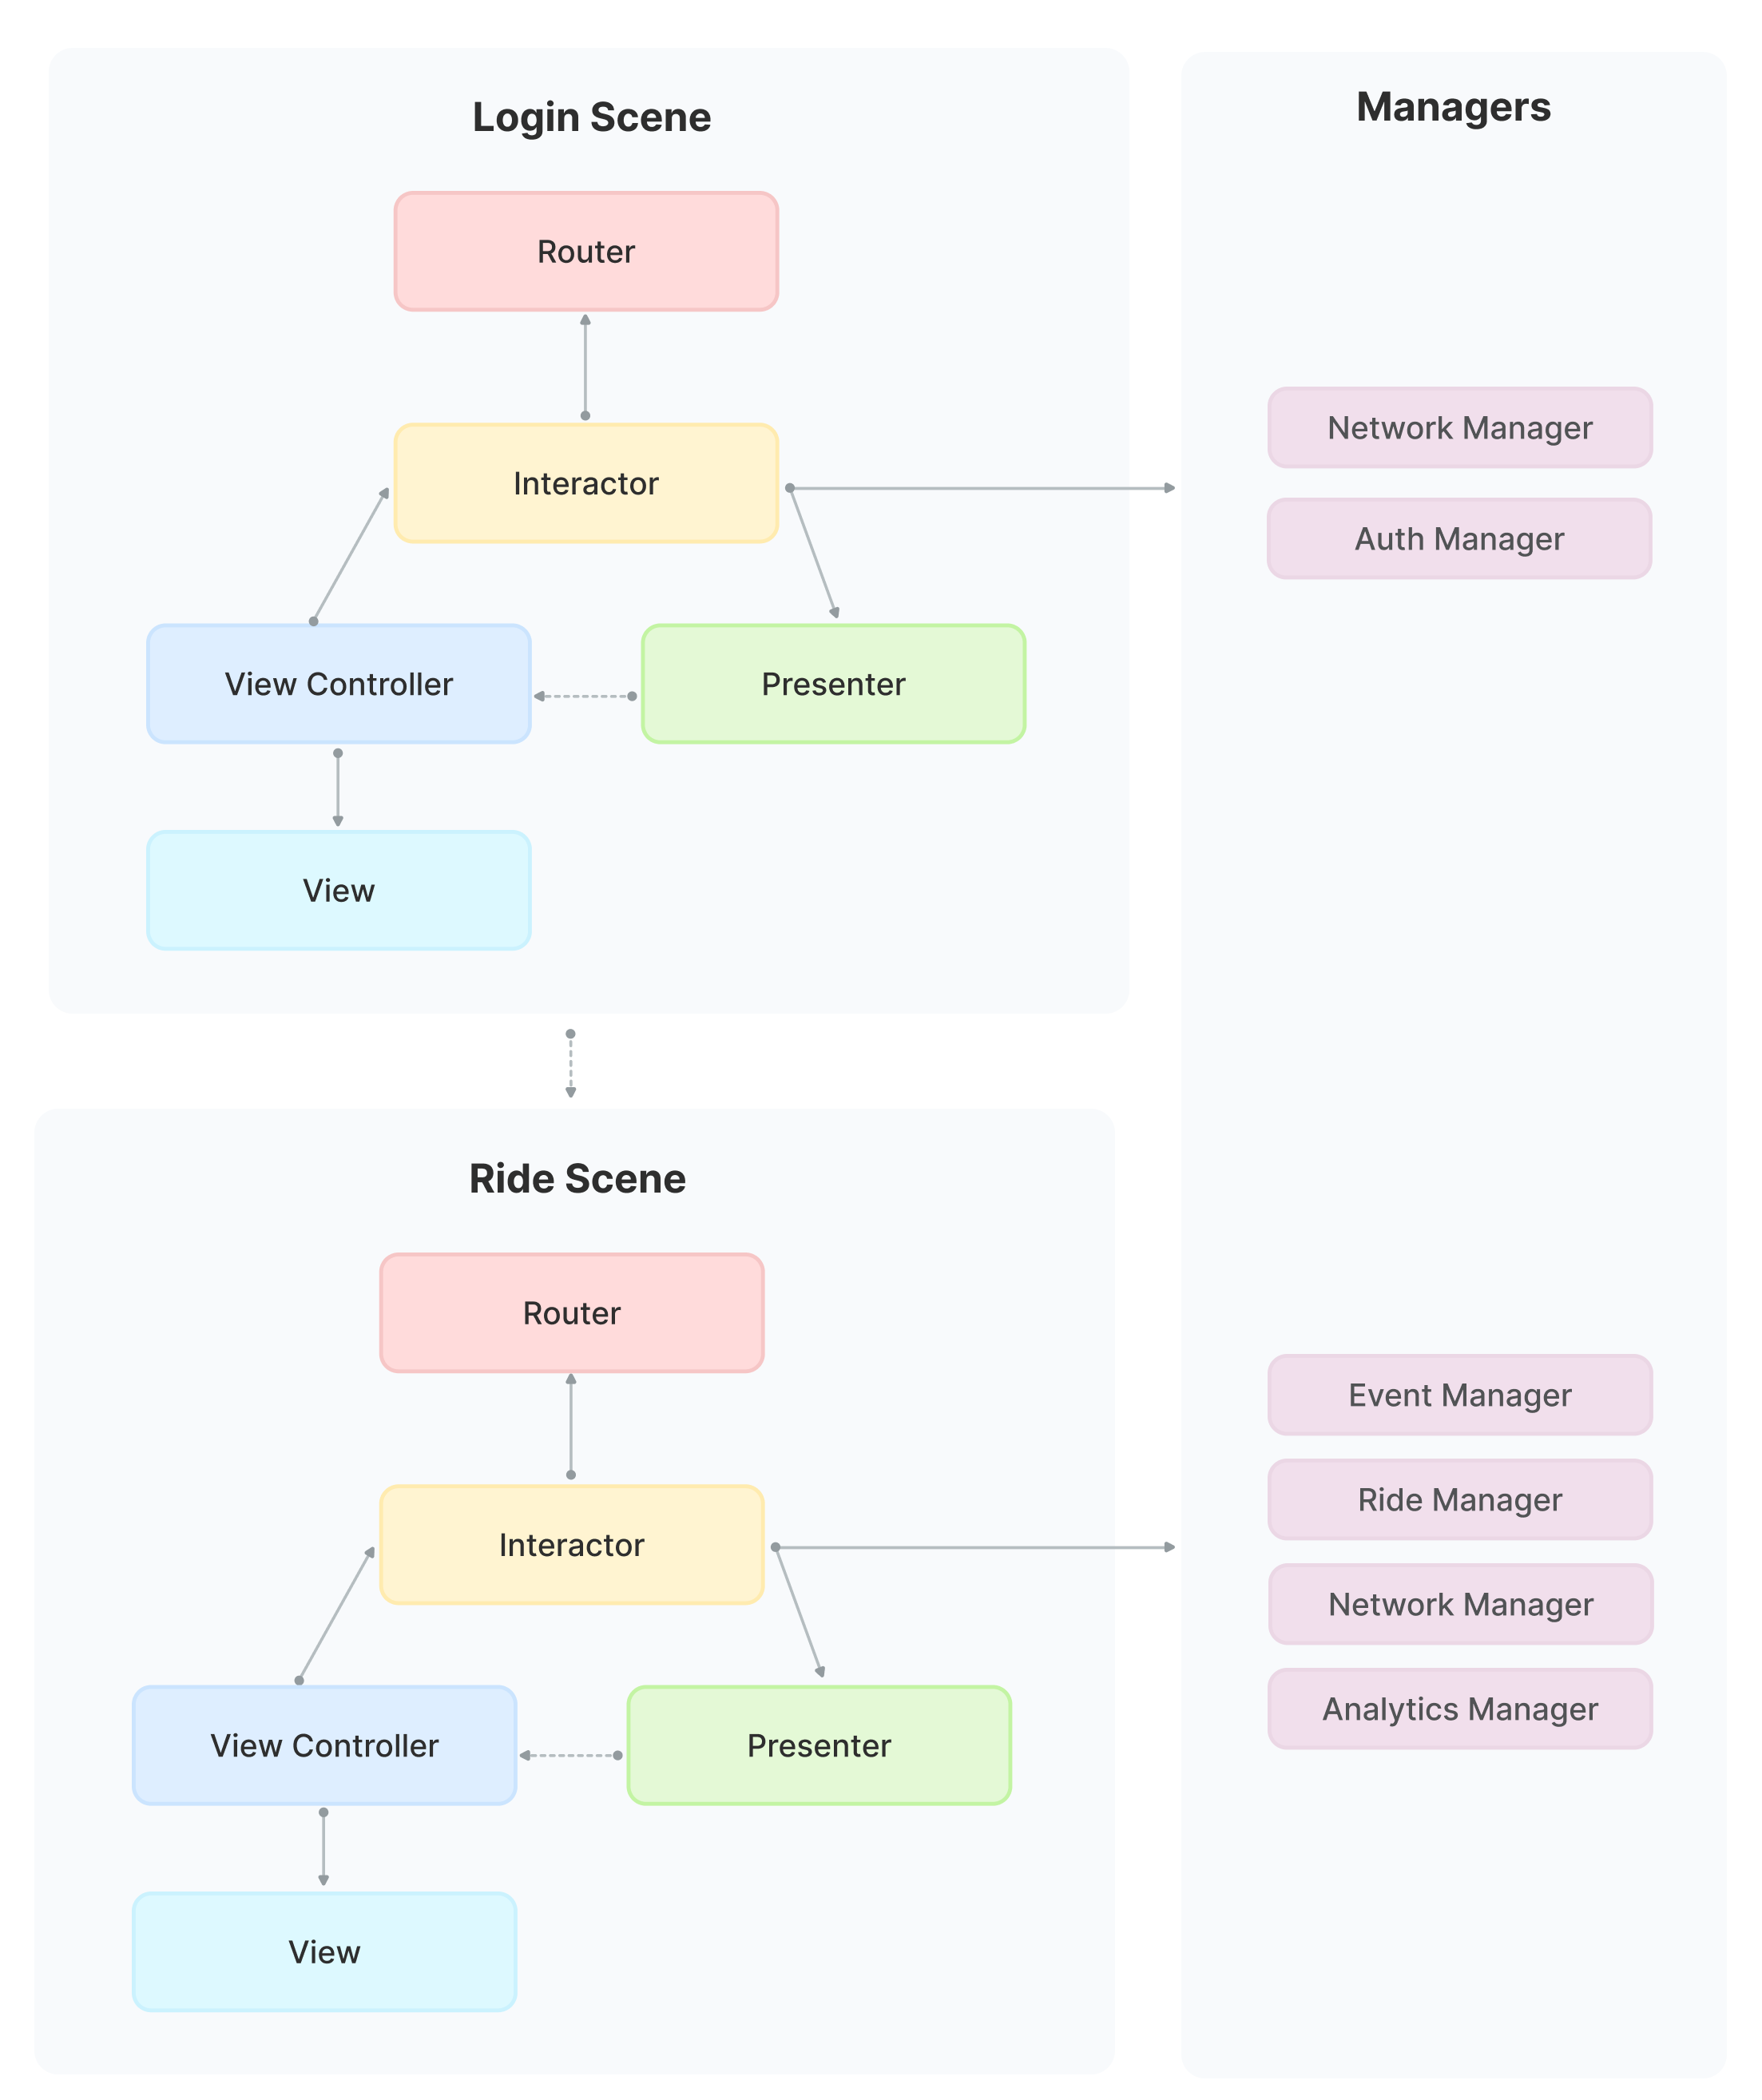 Login Scene
Router
Interactor
View Controller
Presenter
View
Managers
Network Manager
Auth Manager
Ride Scene
Router
Interactor
View Controller
Presenter
View
Event Manager
Ride Manager
Network Manager
Analytics Manager